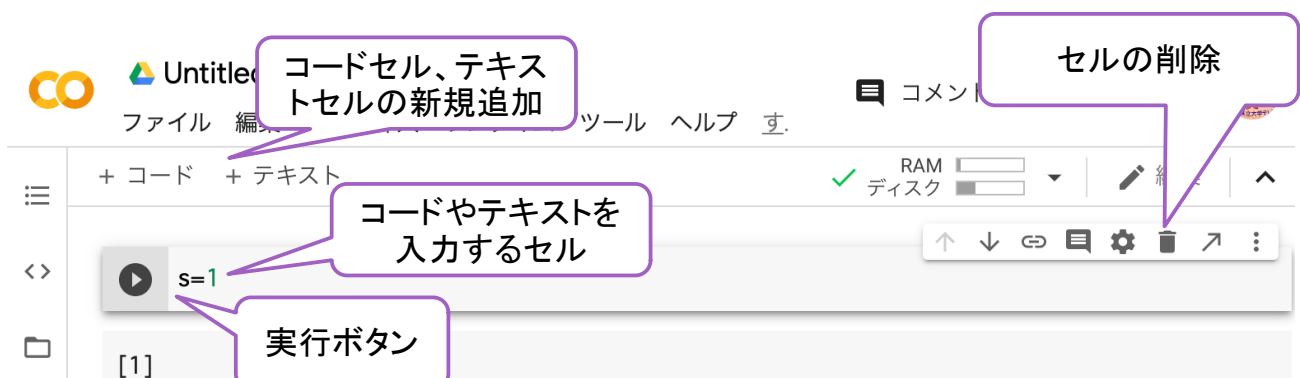 Untitled
コードセル、テキス
トセルの新規追加
セルの削除
コメント
ファイル 編集 ツール ヘルプ す.
+ コード + テキスト
RAM
ディスク
コードやテキストを
入力するセル
s=1
実行ボタン
[1]